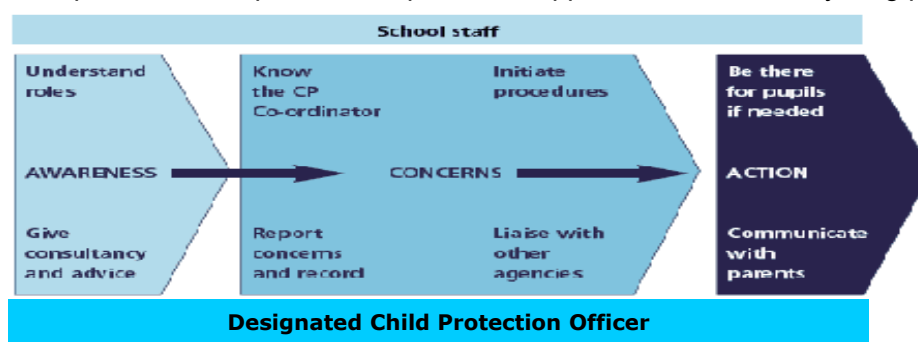 School staff
Understand
roles
Know
the CP
Co-ordinator
Initiate
procedures
Be there
for pupils
if needed
AWARENESS
CONCERNS
ACTION
Give
consultancy
and advice
Report
concerns
and record
Liaise with
other
agencies
Communicate
with
parents
Designated Child Protection Officer